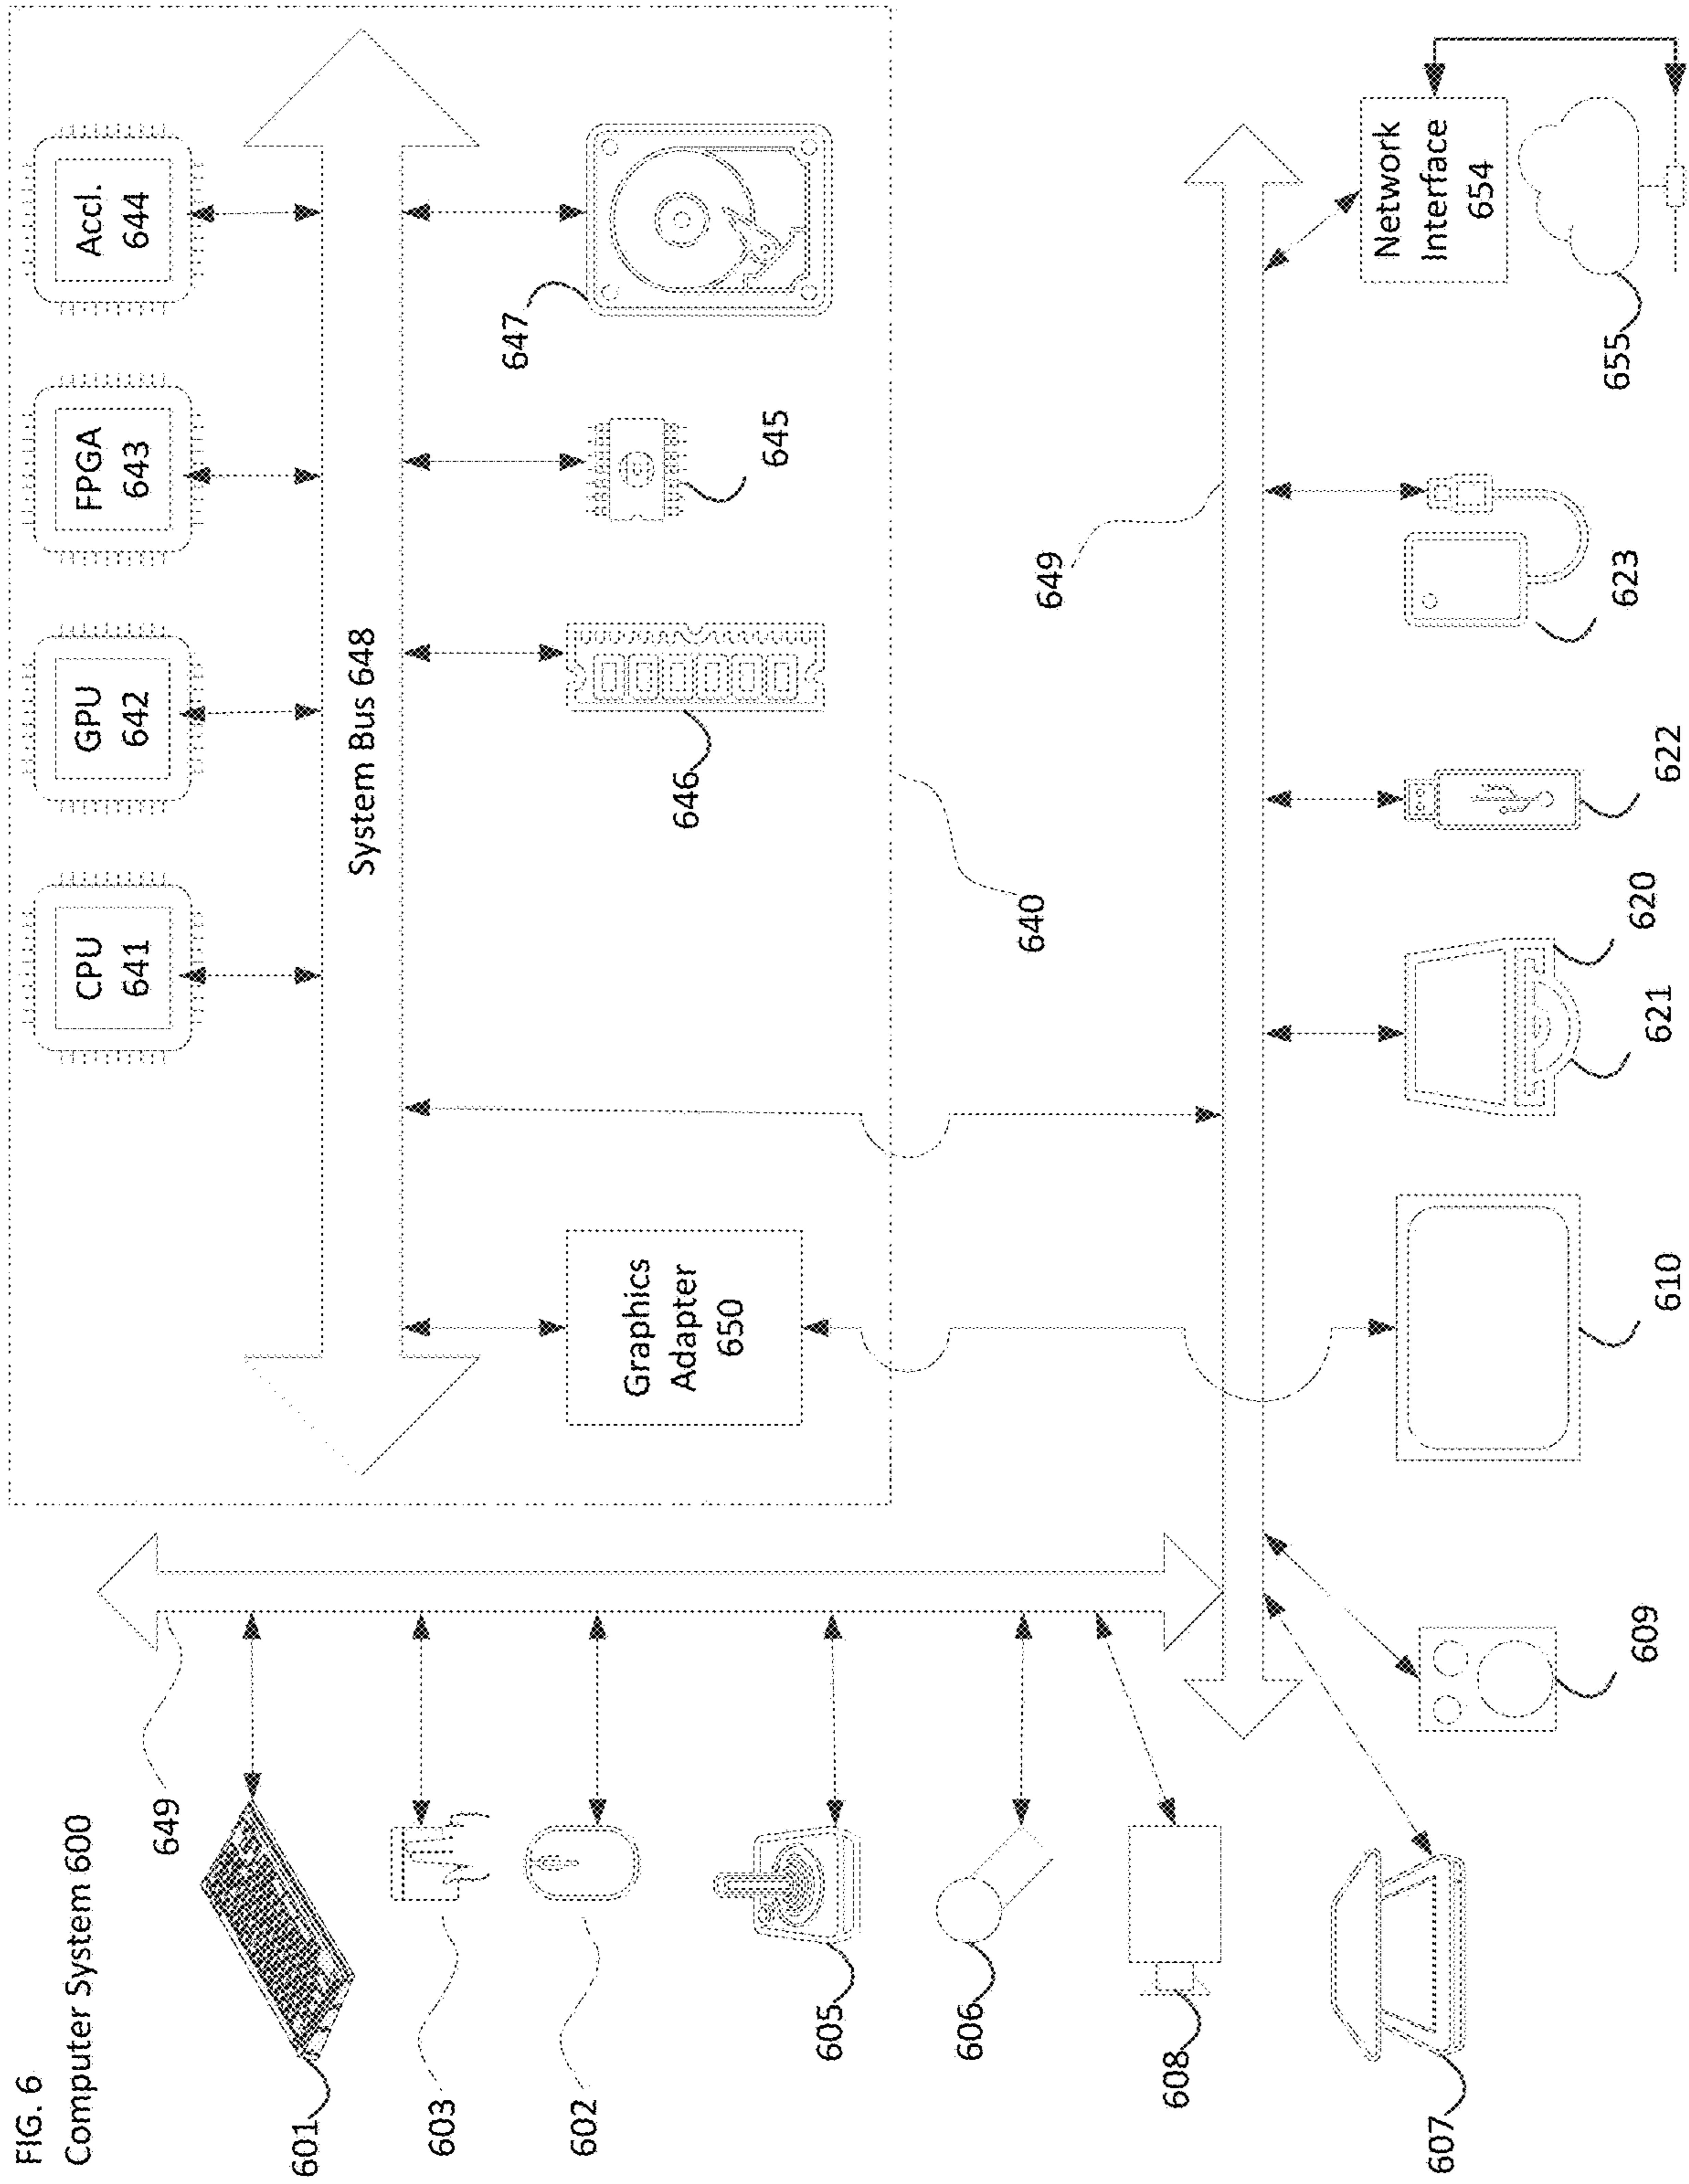 FIG. 6
Computer System 600
601
603
602
605
606
608
607
649
609
CPU
641
GPU
642
FPGA
643
Accl.
644
System Bus 648
Graphics
Adapter
650
646
645
647
640
649
610
621
620
622
623
Network
Interface
654
655